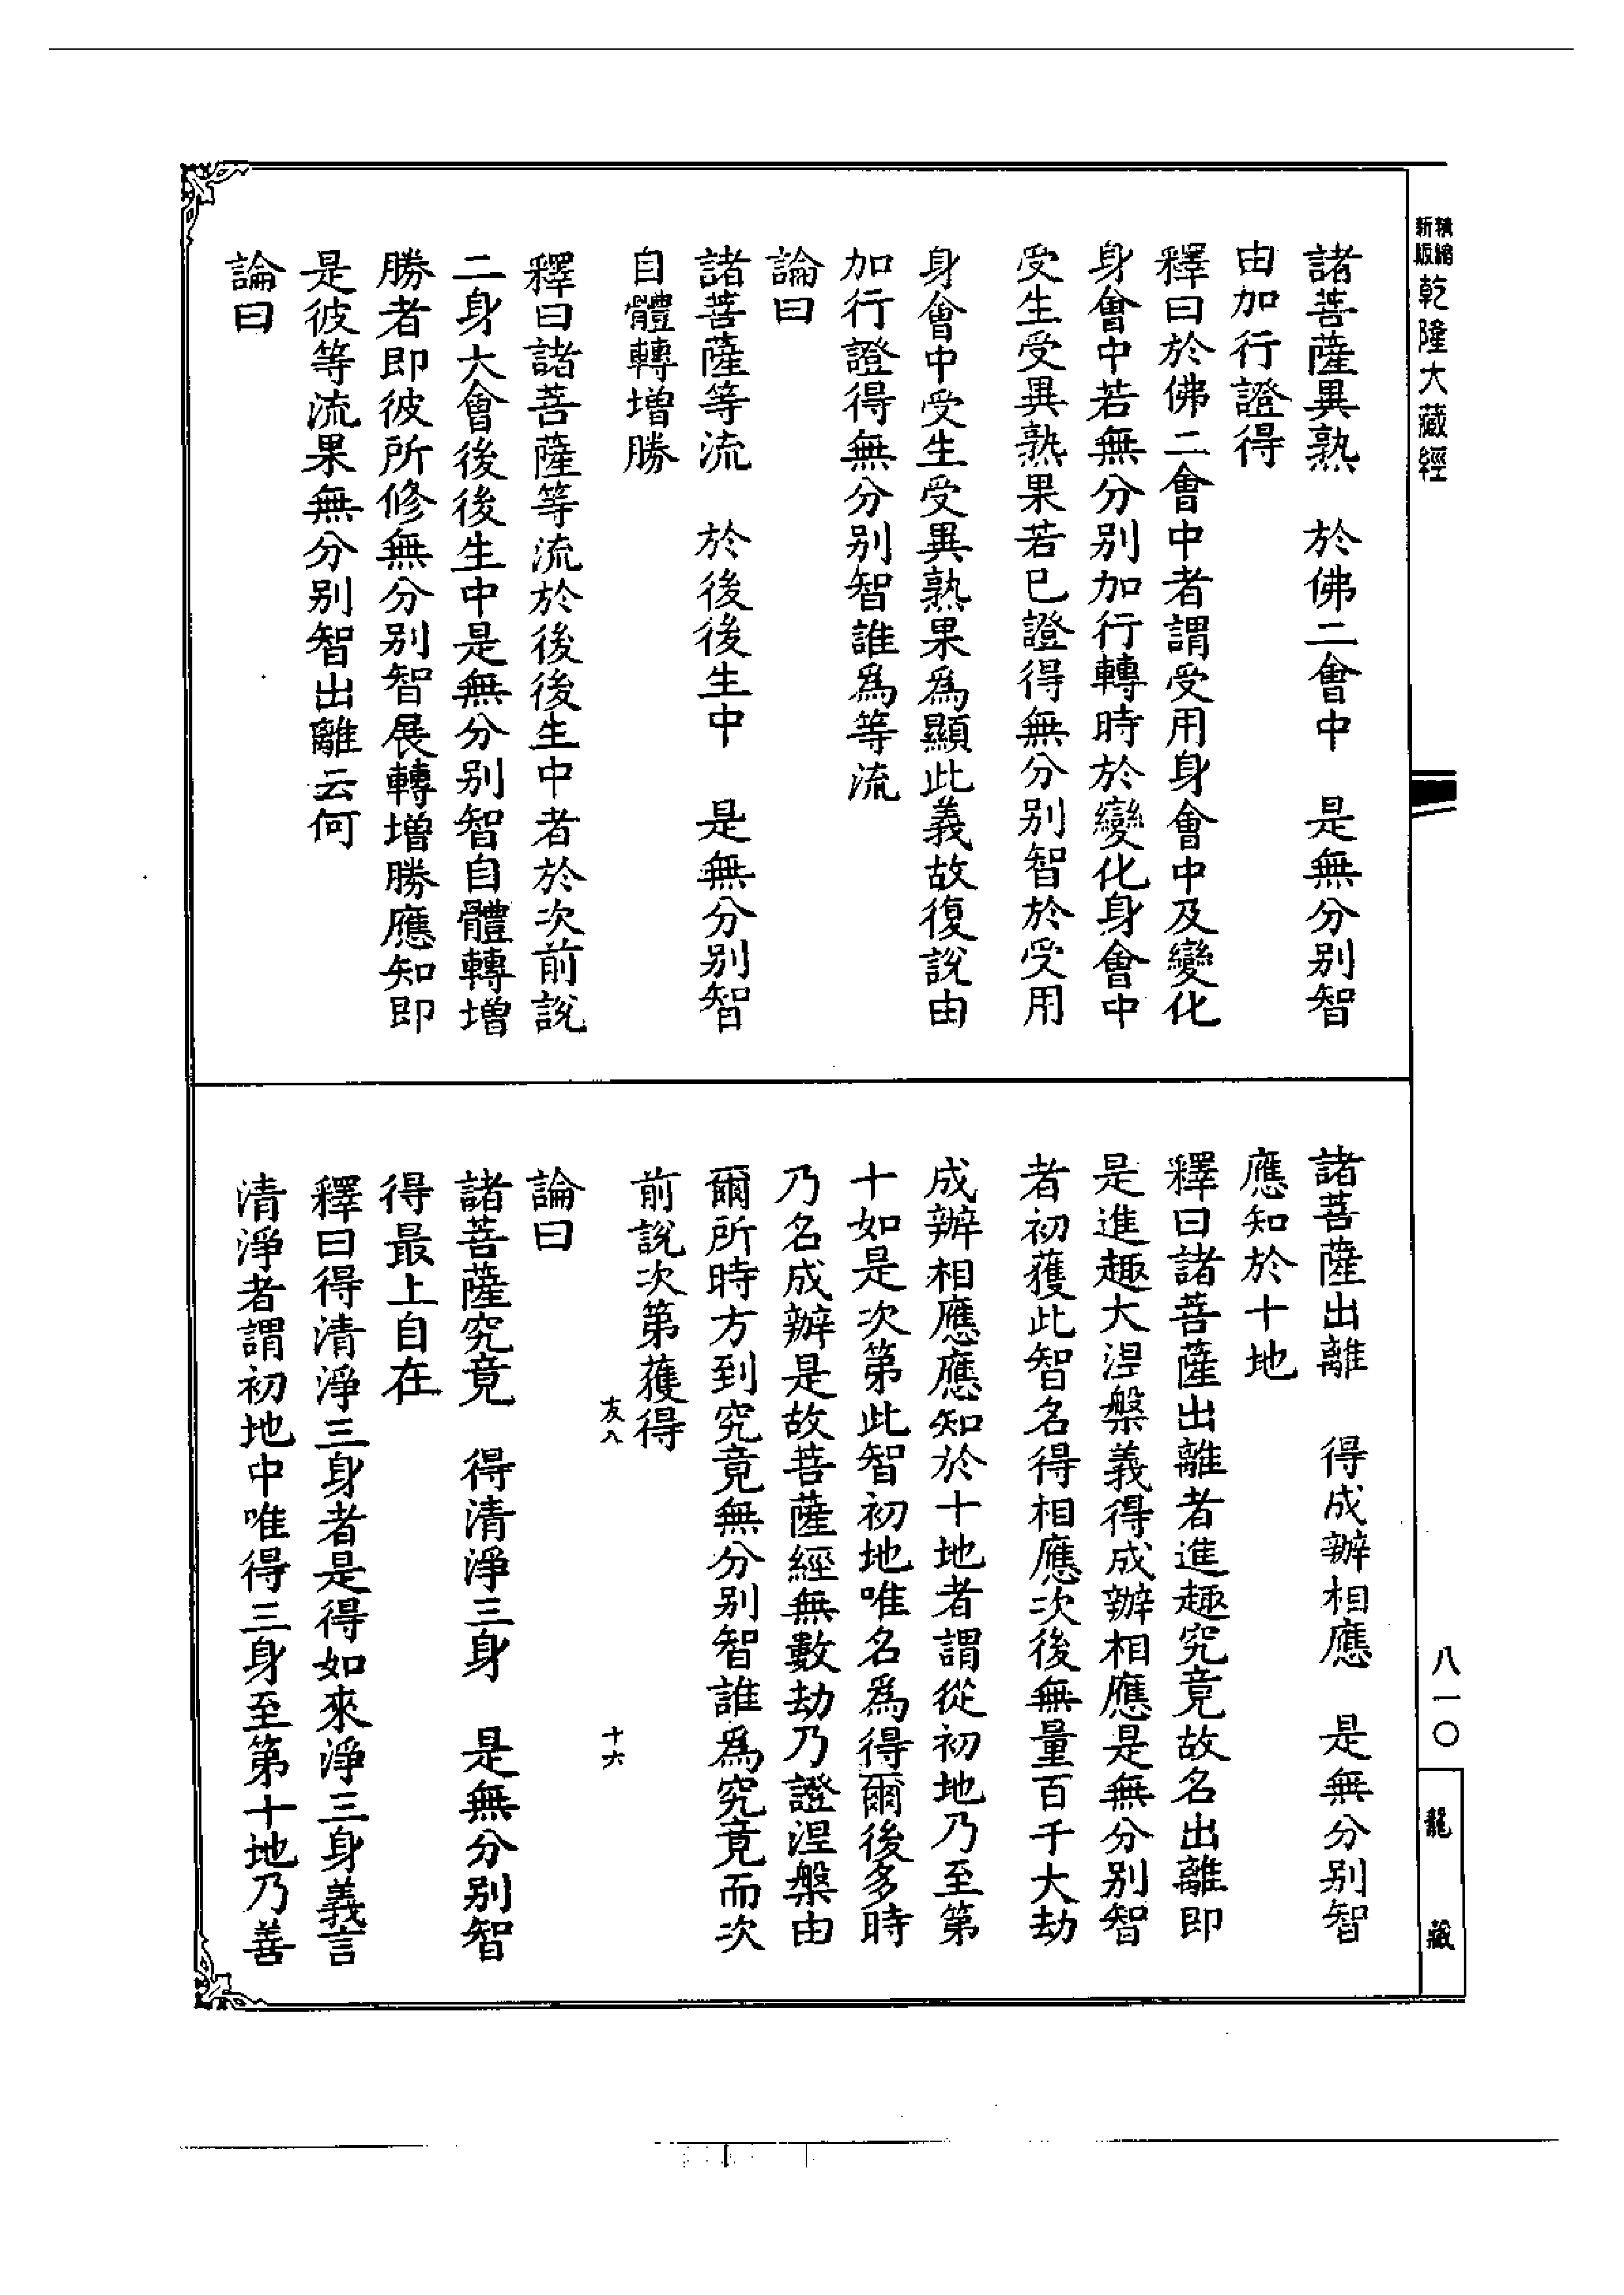 精縮
新版
乾隆大藏經
諸菩薩異熟　於佛二會中　是無分別智
由加行證得
釋曰於佛二會中者謂受用身會中及變化
身會中若無分別加行轉時於變化身會中
受生受異熟果若已證得無分別智於受用
身會中受生受異熟果爲顯此義故復說由
加行證得無分別智誰爲等流
論曰
諸菩薩等流　於後後生中　是無分別智
自體轉增勝
釋曰諸菩薩等流於後後生中者於次前說
二身大會後後生中是無分別智自體轉增
勝者即彼所修無分別智展轉增勝應知即
是彼等流果無分別智出離云何
論曰
諸菩薩出離　得成辦相應　是無分別智
應知於十地
釋曰諸菩薩出離者進趣究竟故名出離即
是進趣大涅槃義得成辦相應是無分別智
者初獲此智名得相應次後無量百千大劫
成辦相應應知於十地者謂從初地乃至第
十如是次第此智初地唯名爲得爾後多時
乃名成辦是故菩薩經無數劫乃證涅槃由
爾所時方到究竟無分別智誰爲究竟而次
前說次第獲得
友八　十六
論曰
諸菩薩究竟　得清淨三身　是無分別智
得最上自在
釋曰得清淨三身者是得如來淨三身義言
清淨者謂初地中唯得三身至第十地乃善
八一〇
龍藏